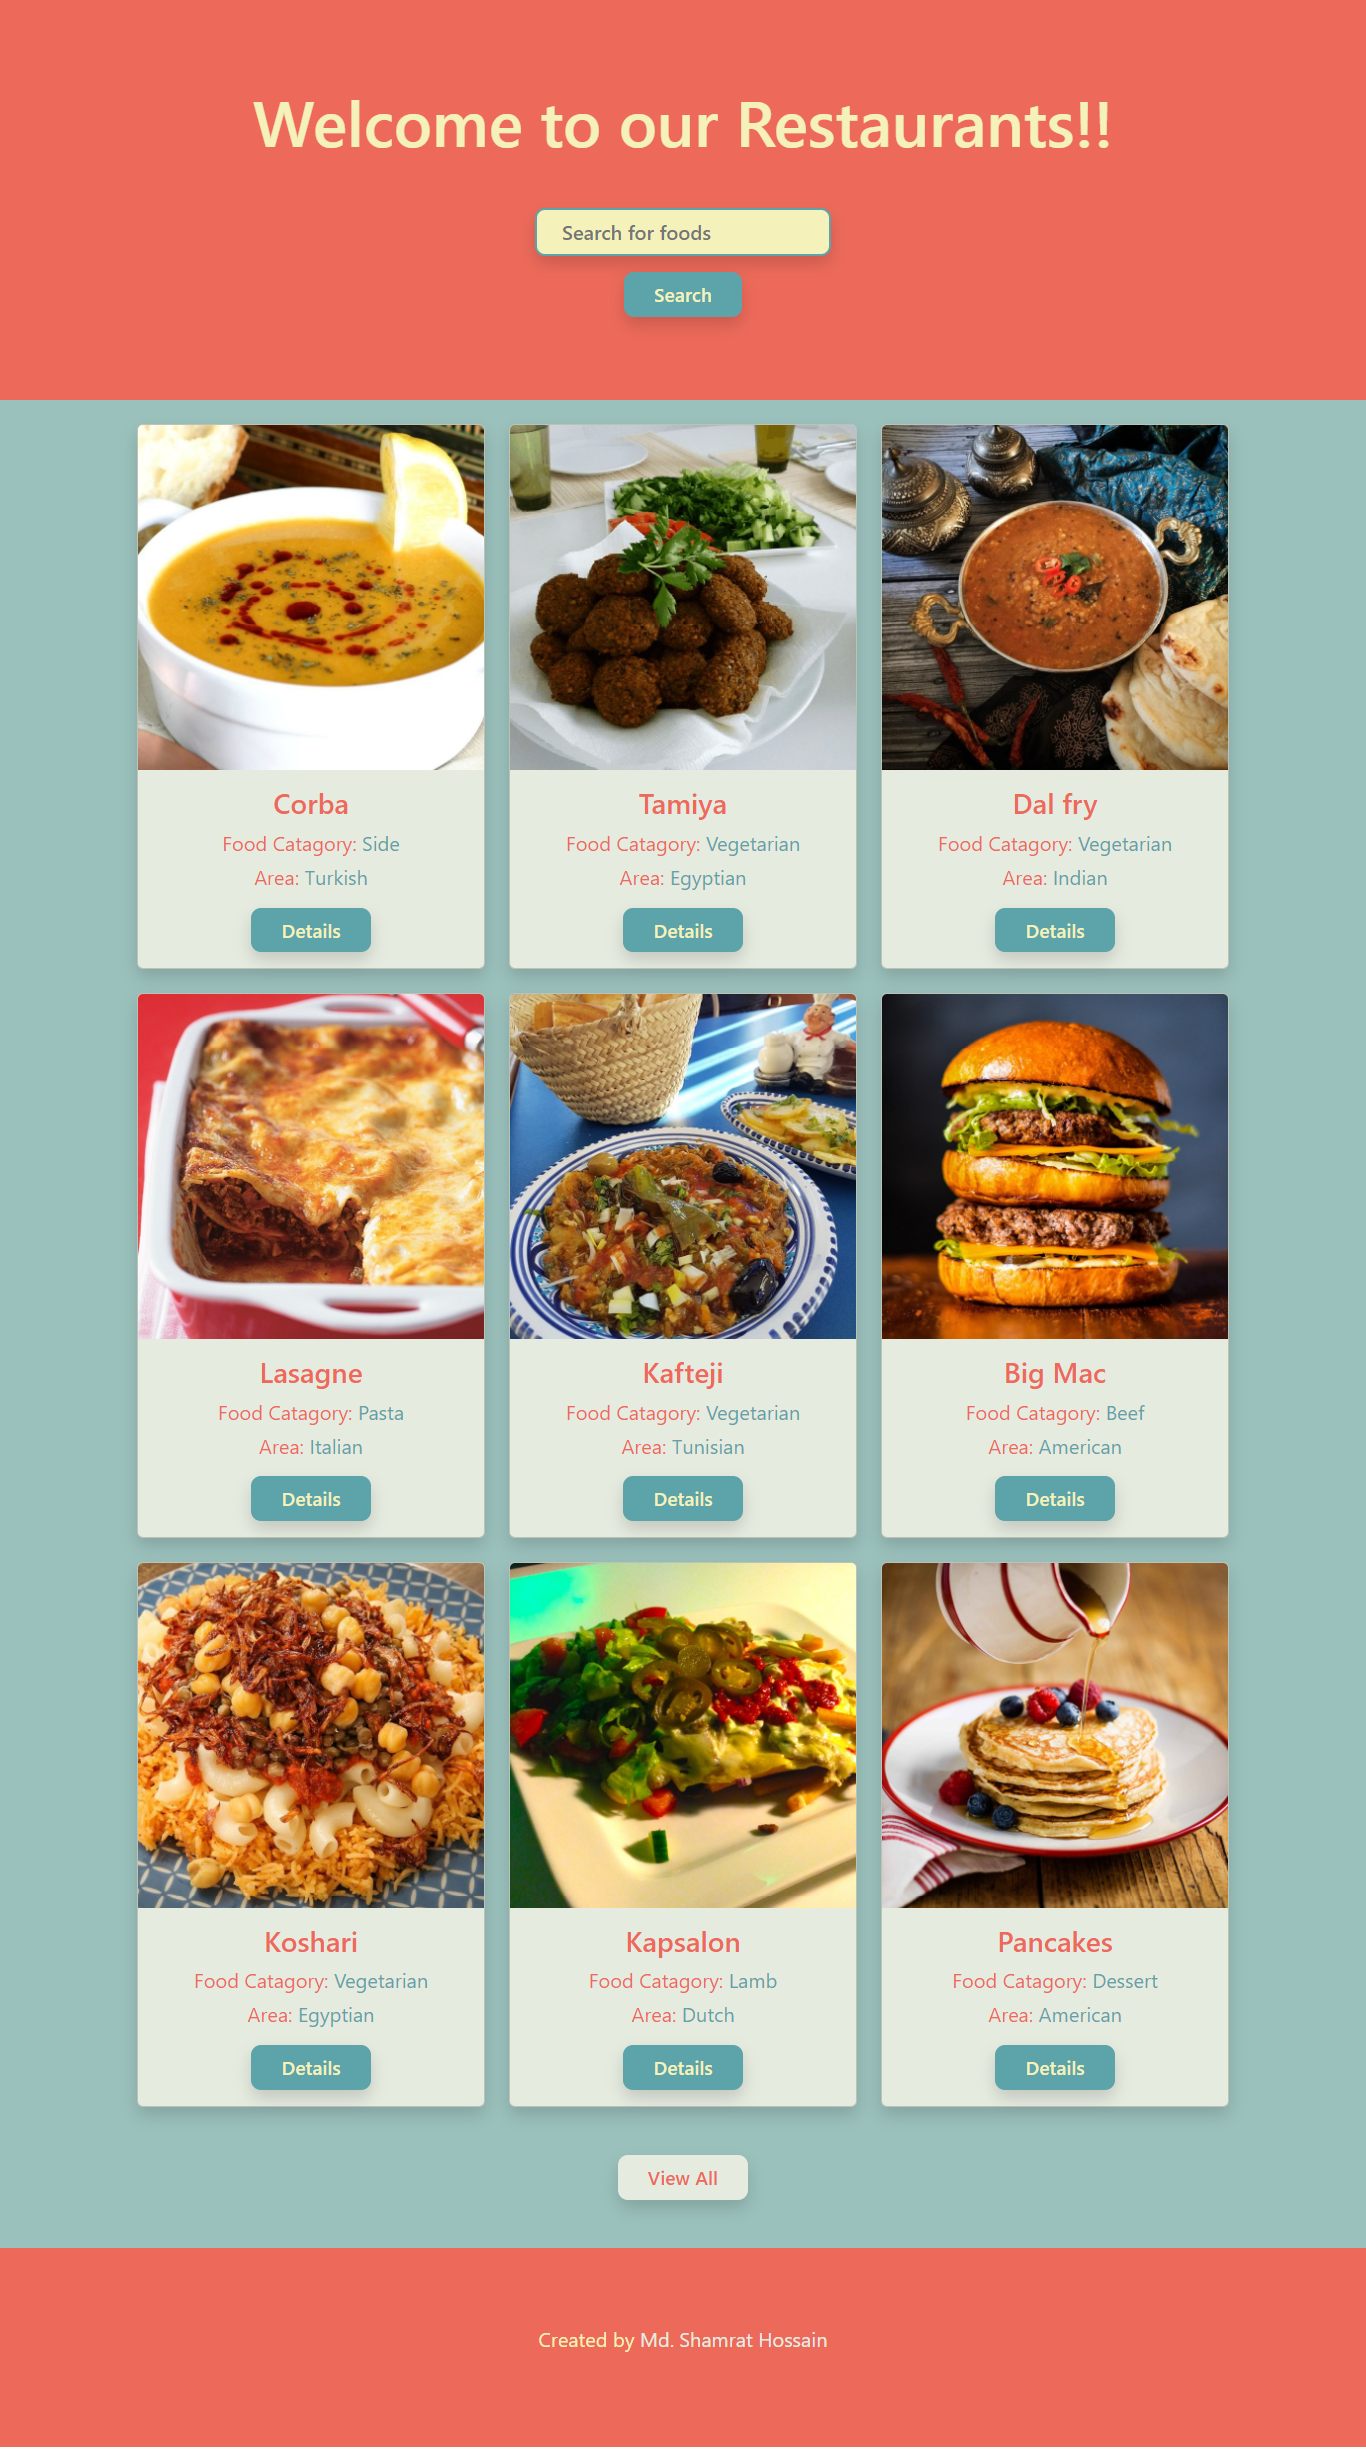 Welcome to our Restaurants!!
Search for foods
Search
Corba
Food Catagory: Side
Area: Turkish
Details
Tamiya
Food Catagory: Vegetarian
Area: Egyptian
Details
Dal fry
Food Catagory: Vegetarian
Area: Indian
Details
Lasagne
Food Catagory: Pasta
Area: Italian
Details
Kafteji
Food Catagory: Vegetarian
Area: Tunisian
Details
Big Mac
Food Catagory: Beef
Area: American
Details
Koshari
Food Catagory: Vegetarian
Area: Egyptian
Details
Kapsalon
Food Catagory: Lamb
Area: Dutch
Details
Pancakes
Food Catagory: Dessert
Area: American
Details
View All
Created by Md. Shamrat Hossain